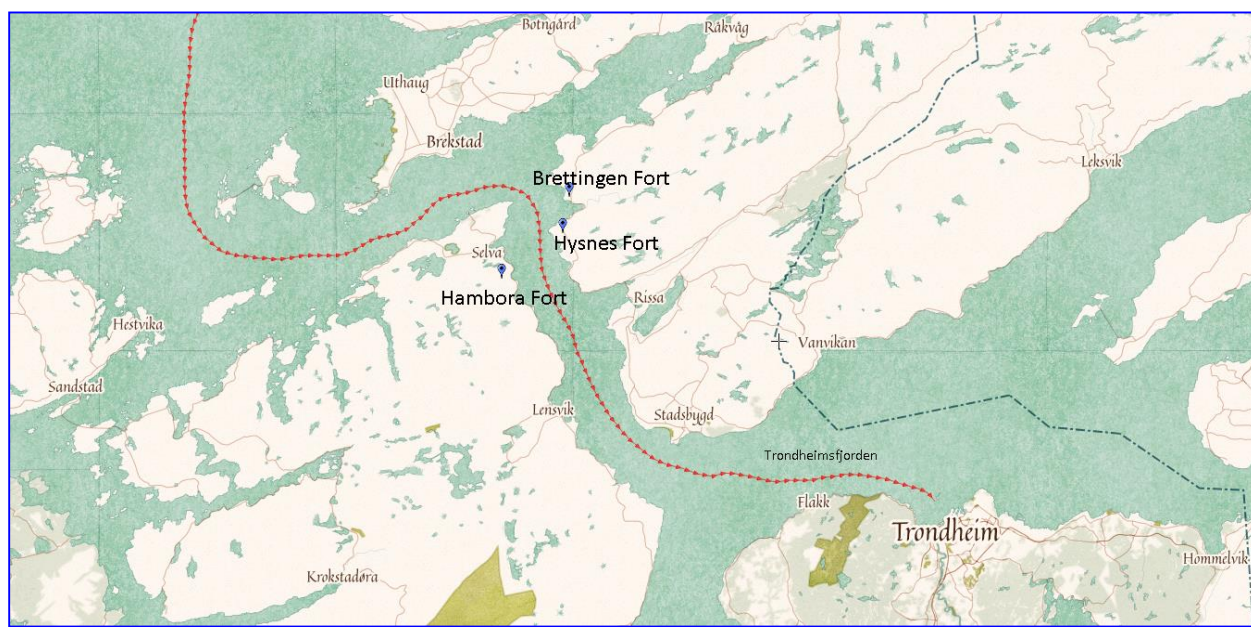 Botngård
Råkvåg
Uthaug
Brekstad
Leksvik
Brettingen Fort
Hysnes Fort
Selva
Hambora Fort
Rissa
Hestvika
Vanvikan
Sandstad
Lensvik
Stadsbygd
Trondheimsfjorden
Flakk
Trondheim
Hommelvik
Krokstadøra